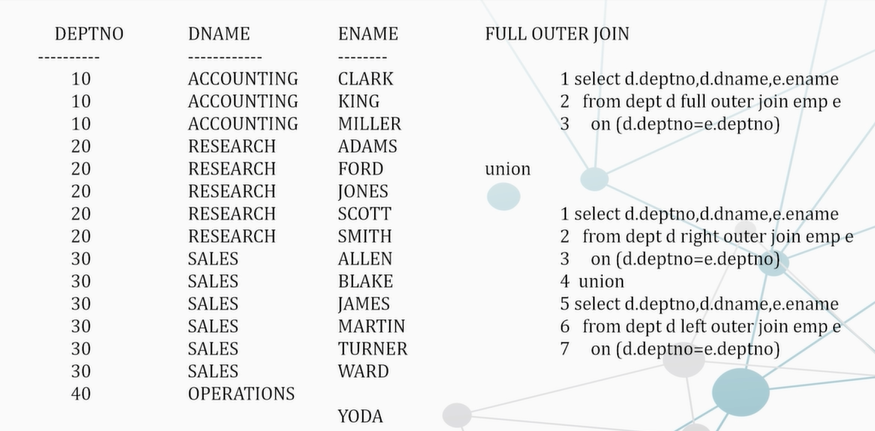 DEPTNO DNAME ENAME FULL OUTER JOIN
---------- ------------ --------
10 ACCOUNTING CLARK 1 select d.deptno,d.dname,e.ename
10 ACCOUNTING KING 2 from dept d full outer join emp e
10 ACCOUNTING MILLER 3 on (d.deptno=e.deptno)
20 RESEARCH ADAMS
20 RESEARCH FORD union
20 RESEARCH JONES
20 RESEARCH SCOTT 1 select d.deptno,d.dname,e.ename
20 RESEARCH SMITH 2 from dept d right outer join emp e
30 SALES ALLEN 3 on (d.deptno=e.deptno)
30 SALES BLAKE 4 union
30 SALES JAMES 5 select d.deptno,d.dname,e.ename
30 SALES MARTIN 6 from dept d left outer join emp e
30 SALES TURNER 7 on (d.deptno=e.deptno)
30 SALES WARD
40 OPERATIONS
YODA